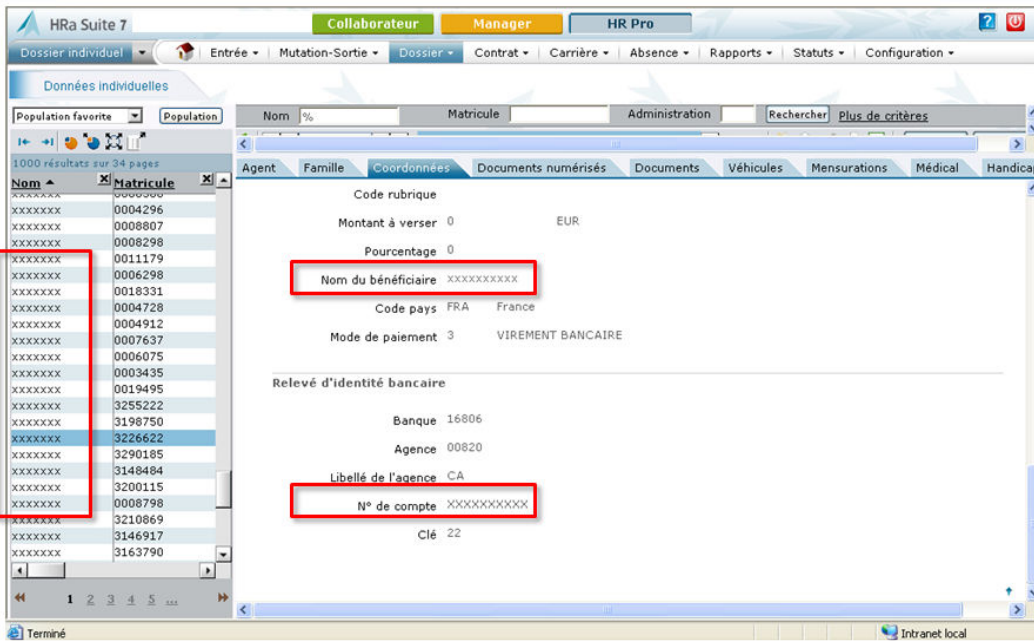 HRa Suite 7 Collaborateur Manager HR Pro ?
Dossier individuel Entrée Mutation-Sortie Dossier Contrat Carrière Absence Rapports Statuts Configuration
Données individuelles
Population favorite Population Nom % Matricule Administration Rechercher Plus de critères
1000 résultats sur 34 pages
Agent Famille Coordonnées Documents numérisés Documents Véhicules Mensurations Médical Handica
Nom Matricule
xxxxxxx 0004296
xxxxxxx 0008807
xxxxxxx 0008298
xxxxxxx 0011179
xxxxxxx 0006298
xxxxxxx 0018331
xxxxxxx 0004728
xxxxxxx 0004912
xxxxxxx 0007637
xxxxxxx 0006075
xxxxxxx 0003435
xxxxxxx 0019495
xxxxxxx 3255222
xxxxxxx 3198750
xxxxxxx 3226622
xxxxxxx 3290185
xxxxxxx 3148484
xxxxxxx 3200115
xxxxxxx 0008798
xxxxxxx 3210869
xxxxxxx 3146917
xxxxxxx 3163790
1 2 3 4 5 ...
Code rubrique
Montant à verser 0 EUR
Pourcentage 0
Nom du bénéficiaire xxxxxxxxxx
Code pays FRA France
Mode de paiement 3 VIREMENT BANCAIRE
Relevé d'identité bancaire
Banque 16806
Agence 00820
Libellé de l'agence CA
N° de compte XXXXXXXXXX
Clé 22
Terminé Intranet local